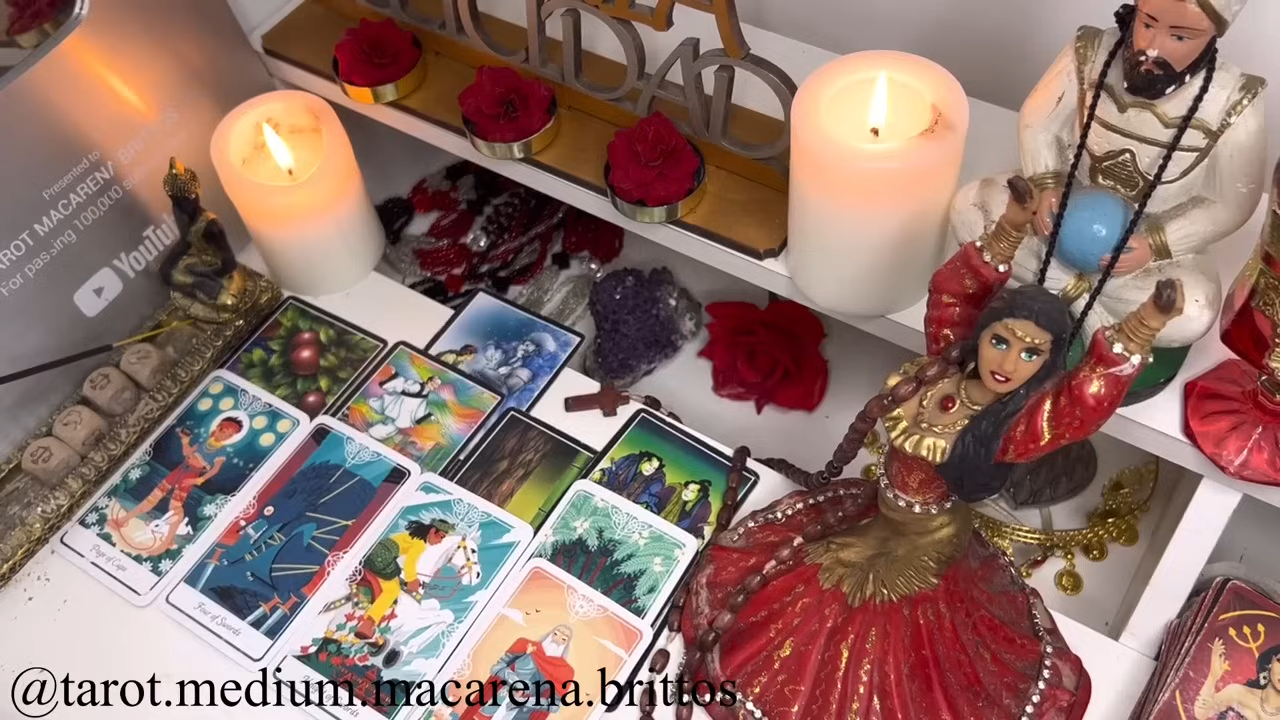 Presented to
TAROT MACARENA BRITTOS
For passing 100,000
YouTube
Page of Cups
Four of Swords
@tarot.medium.macarena.brittos